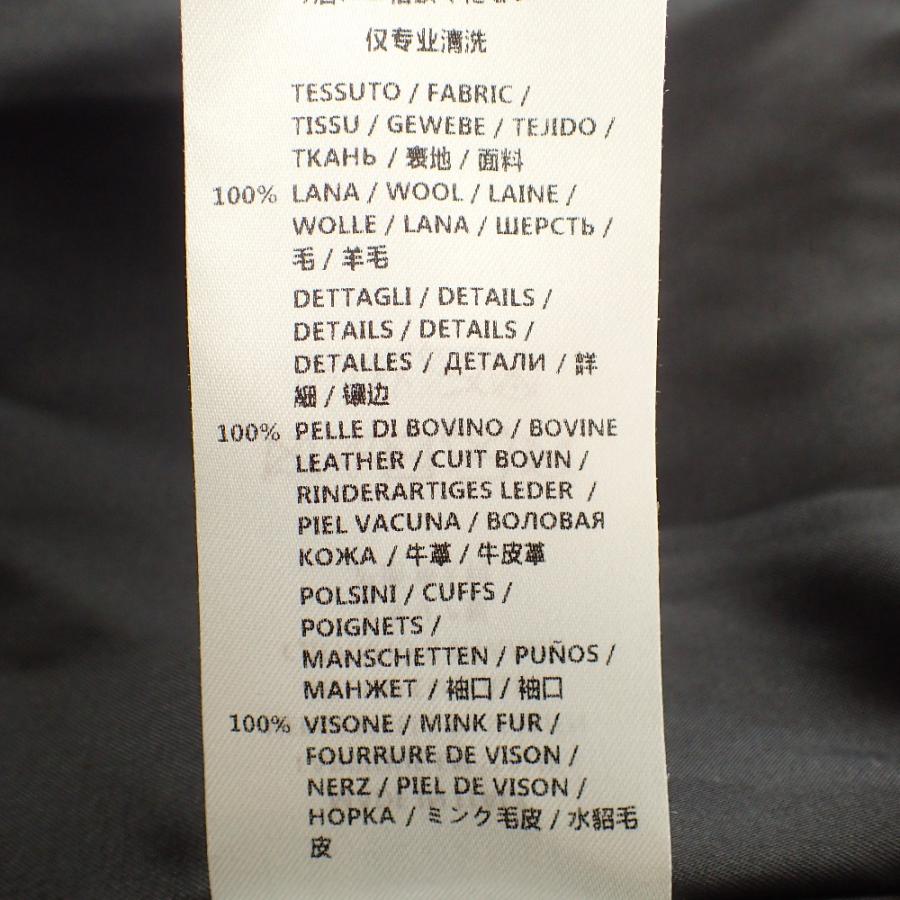 仅专业清洗
TESSUTO / FABRIC /
TISSU / GEWEBE / TEJIDO /
ТКАНЬ / 裏地 / 面料
100% LANA / WOOL / LAINE /
WOLLE / LANA / ШЕРСТЬ /
毛 / 羊毛
DETTAGLI / DETAILS /
DETAILS / DETAILS /
DETALLES / ДЕТАЛИ / 詳
細 / 镶边
100% PELLE DI BOVINO / BOVINE
LEATHER / CUIT BOVIN /
RINDERARTIGES LEDER /
PIEL VACUNA / ВОЛОВАЯ
КОЖА / 牛革 / 牛皮革
POLSINI / CUFFS /
POIGNETS /
MANSCHETTEN / PUÑOS /
МАНЖЕТ / 袖口 / 袖口
100% VISONE / MINK FUR /
FOURRURE DE VISON /
NERZ / PIEL DE VISON /
НОРКА / ミンク毛皮 / 水貂毛
皮